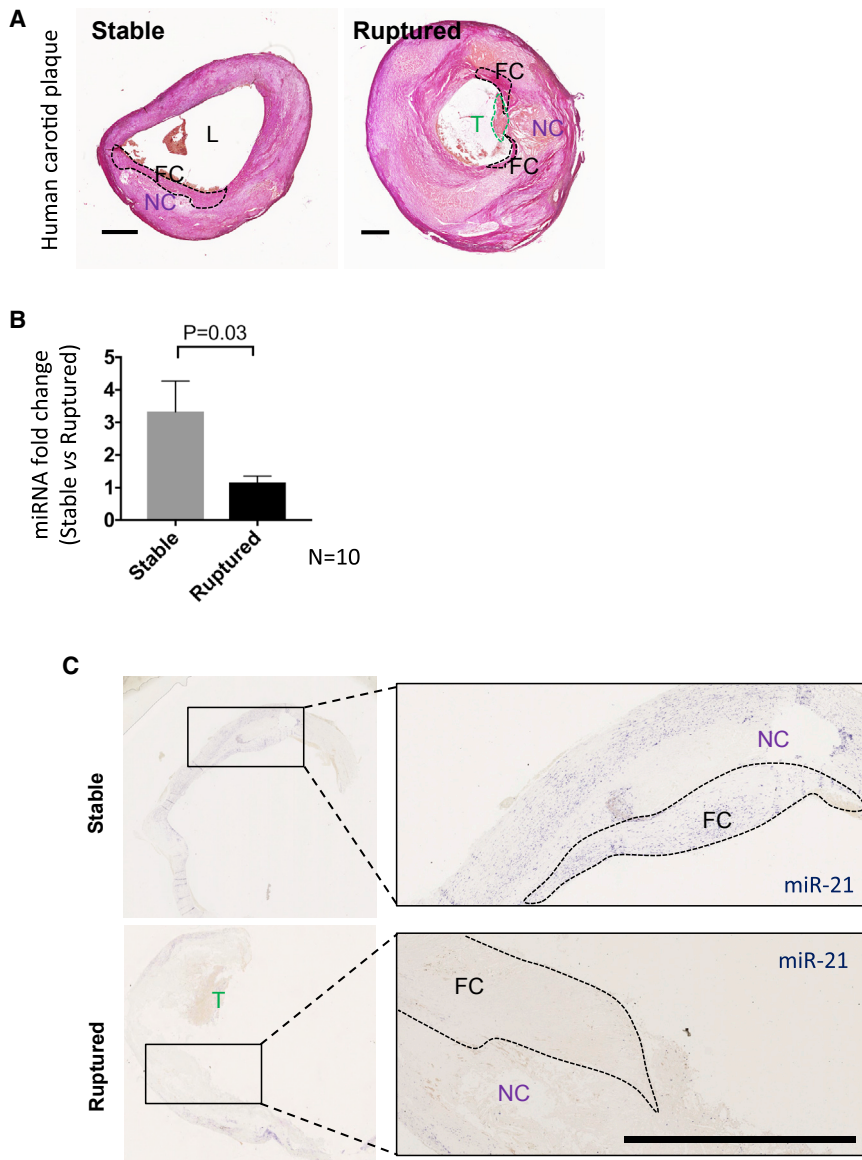 A
Human carotid plaque
Stable
L
FC
NC
Ruptured
FC
T
NC
FC
B
miRNA fold change
(Stable vs Ruptured)
P=0.03
5
4
3
2
1
0
Stable
Ruptured
N=10
C
Stable
NC
FC
miR-21
Ruptured
T
miR-21
FC
NC